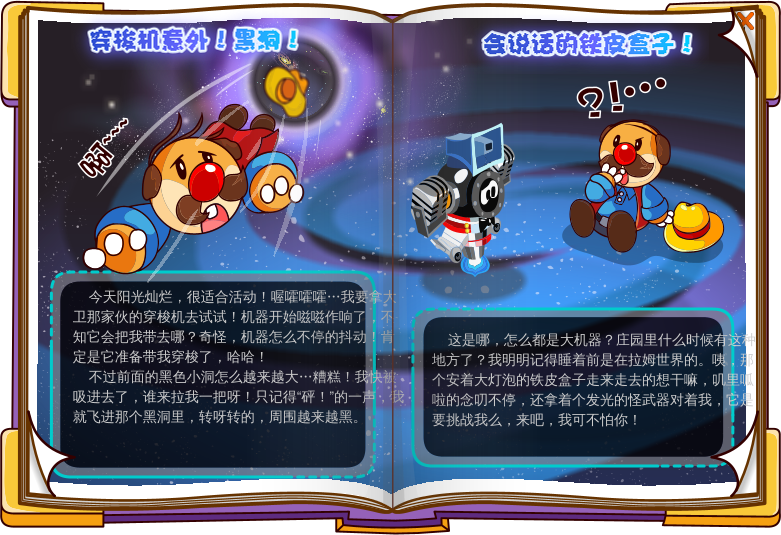 穿梭机意外！黑洞！
啊~~~~
今天阳光灿烂，很适合活动！喔嚯嚯嚯…我要拿大
卫那家伙的穿梭机去试试！机器开始嗞嗞作响了，不
知它会把我带去哪？奇怪，机器怎么不停的抖动！肯
定是它准备带我穿梭了，哈哈！
不过前面的黑色小洞怎么越来越大…糟糕！我快被
吸进去了，谁来拉我一把呀！只记得“砰！”的一声，我
就飞进那个黑洞里，转呀转的，周围越来越黑。
会说话的铁皮盒子！
?!…
这是哪，怎么都是大机器？庄园里什么时候有这种
地方了？我明明记得睡着前是在拉姆世界的。咦，那
个安着大灯泡的铁皮盒子走来走去的想干嘛，叽里呱
啦的念叨不停，还拿着个发光的怪武器对着我，它是
要挑战我么，来吧，我可不怕你！